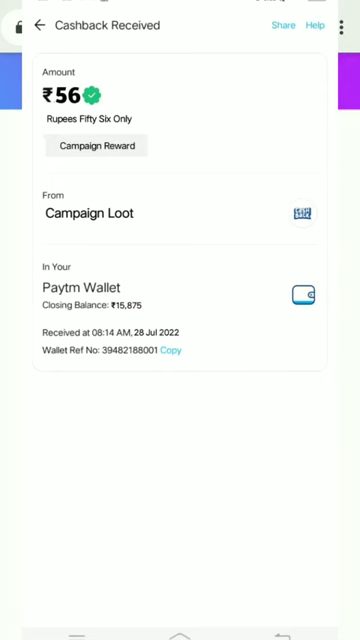 Cashback Received
Share Help
Amount
₹56
Rupees Fifty Six Only
Campaign Reward
From
Campaign Loot
In Your
Paytm Wallet
Closing Balance: ₹15,875
Received at 08:14 AM, 28 Jul 2022
Wallet Ref No: 39482188001 Copy